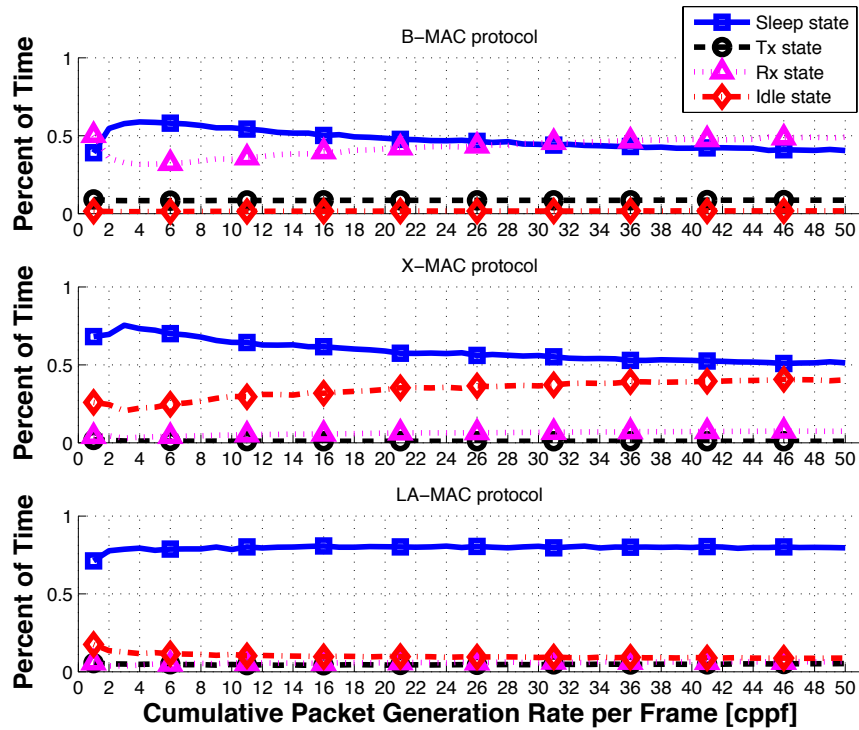 B-MAC protocol
Sleep state
Tx state
Rx state
Idle state
Percent of Time
1
0.5
0
0 2 4 6 8 10 12 14 16 18 20 22 24 26 28 30 32 34 36 38 40 42 44 46 48 50
X-MAC protocol
Percent of Time
1
0.5
0
0 2 4 6 8 10 12 14 16 18 20 22 24 26 28 30 32 34 36 38 40 42 44 46 48 50
LA-MAC protocol
Percent of Time
1
0.5
0
0 2 4 6 8 10 12 14 16 18 20 22 24 26 28 30 32 34 36 38 40 42 44 46 48 50
Cumulative Packet Generation Rate per Frame [cppf]